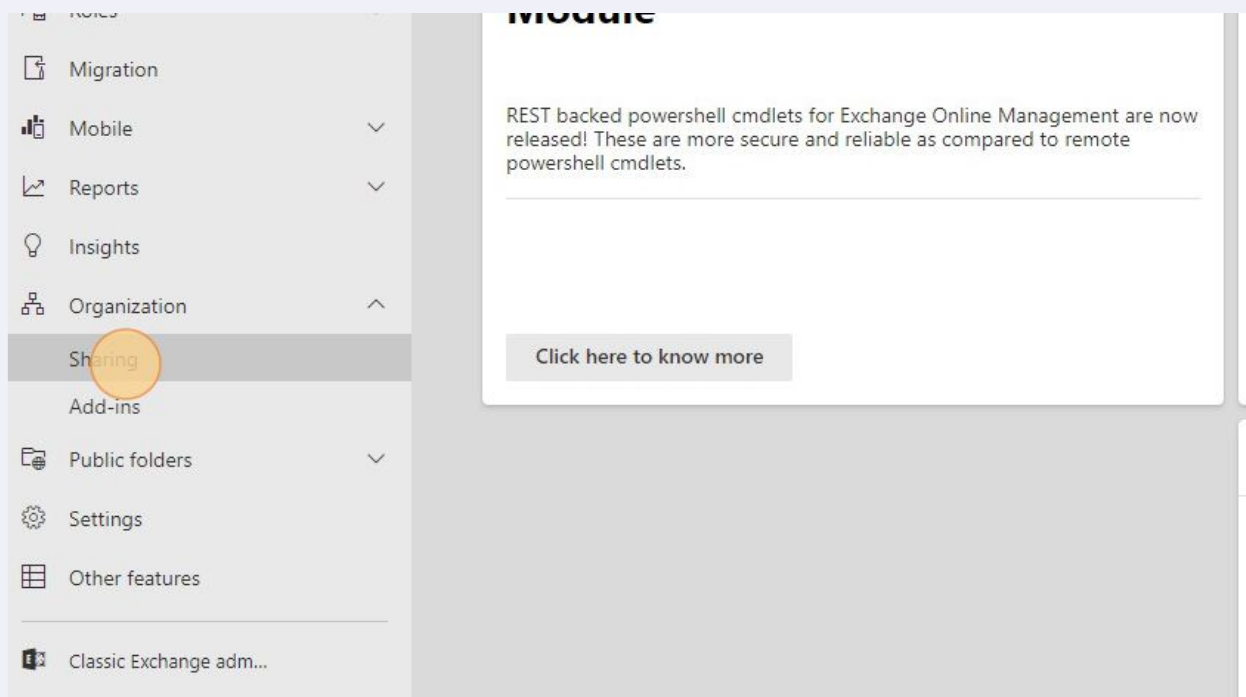 Roles
Migration
Mobile
Reports
Insights
Organization
Sharing
Add-ins
Public folders
Settings
Other features
Classic Exchange adm...
Module
REST backed powershell cmdlets for Exchange Online Management are now
released! These are more secure and reliable as compared to remote
powershell cmdlets.
Click here to know more